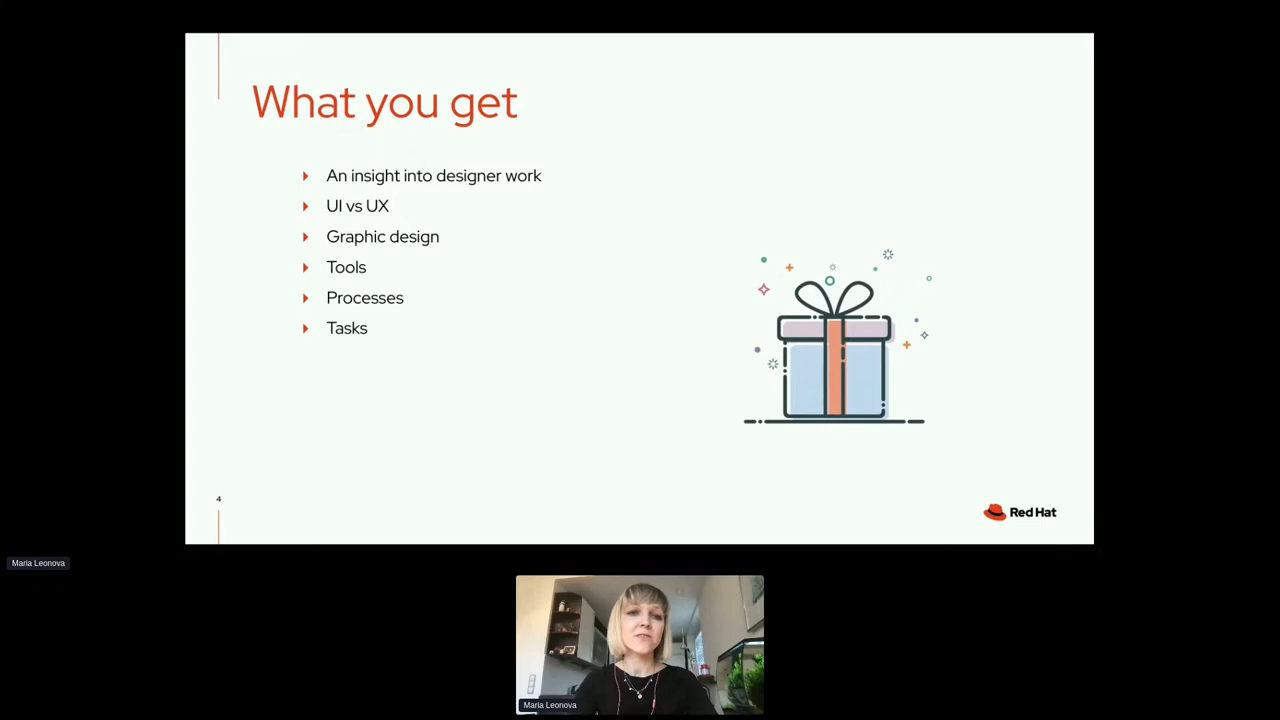 What you get
An insight into designer work
UI vs UX
Graphic design
Tools
Processes
Tasks
4
Red Hat
Maria Leonova
Maria Leonova